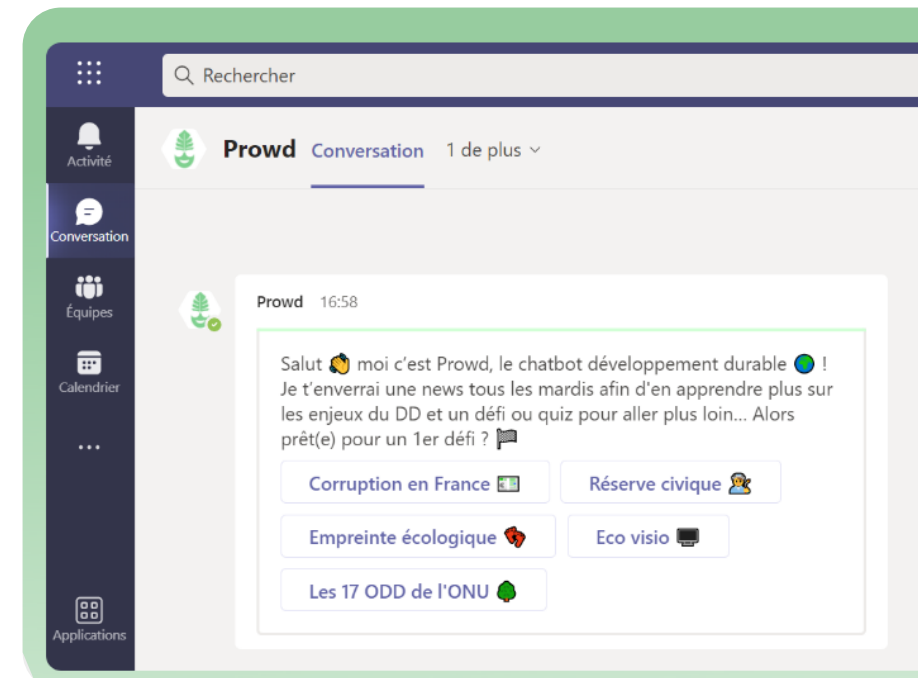 Rechercher
Activité
Conversation
Équipes
Calendrier
Applications
Prowd Conversation 1 de plus
Prowd 16:58
Salut 👋 moi c'est Prowd, le chatbot développement durable 🌍 !
Je t'enverrai une news tous les mardis afin d'en apprendre plus sur
les enjeux du DD et un défi ou quiz pour aller plus loin... Alors
prêt(e) pour un 1er défi ? 🏁
Corruption en France 💶 Réserve civique
Empreinte écologique 👣 Eco visio 🖥️
Les 17 ODD de l'ONU 🌳